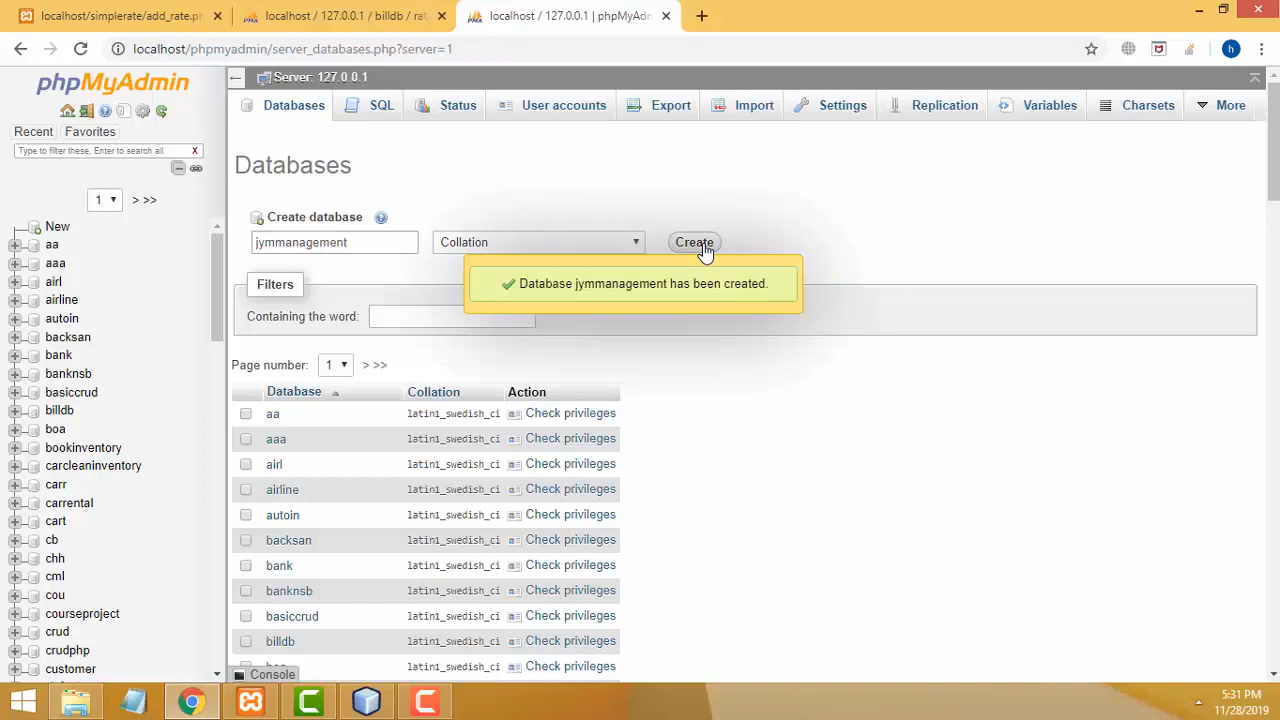 localhost/simplerate/add_rate.ph
localhost / 127.0.0.1 / billdb / rat
localhost / 127.0.0.1 | phpMyAdm
localhost/phpmyadmin/server_databases.php?server=1
h
phpMyAdmin
Recent Favorites
Type to filter these, Enter to search all X
1 > >>
New
aa
aaa
airl
airline
autoin
backsan
bank
banknsb
basiccrud
billdb
boa
bookinventory
carcleaninventory
carr
carrental
cart
cb
chh
cml
cou
courseproject
crud
crudphp
customer
Server: 127.0.0.1
Databases SQL Status User accounts Export Import Settings Replication Variables Charsets More
Databases
Create database
jymmanagement Collation Create
Database jymmanagement has been created.
Filters
Containing the word:
Page number: 1 > >>
Database Collation Action
aa latin1_swedish_ci Check privileges
aaa latin1_swedish_ci Check privileges
airl latin1_swedish_ci Check privileges
airline latin1_swedish_ci Check privileges
autoin latin1_swedish_ci Check privileges
backsan latin1_swedish_ci Check privileges
bank latin1_swedish_ci Check privileges
banknsb latin1_swedish_ci Check privileges
basiccrud latin1_swedish_ci Check privileges
billdb latin1_swedish_ci Check privileges
latin1_swedish_ci Check privileges
Console
5:31 PM
11/28/2019